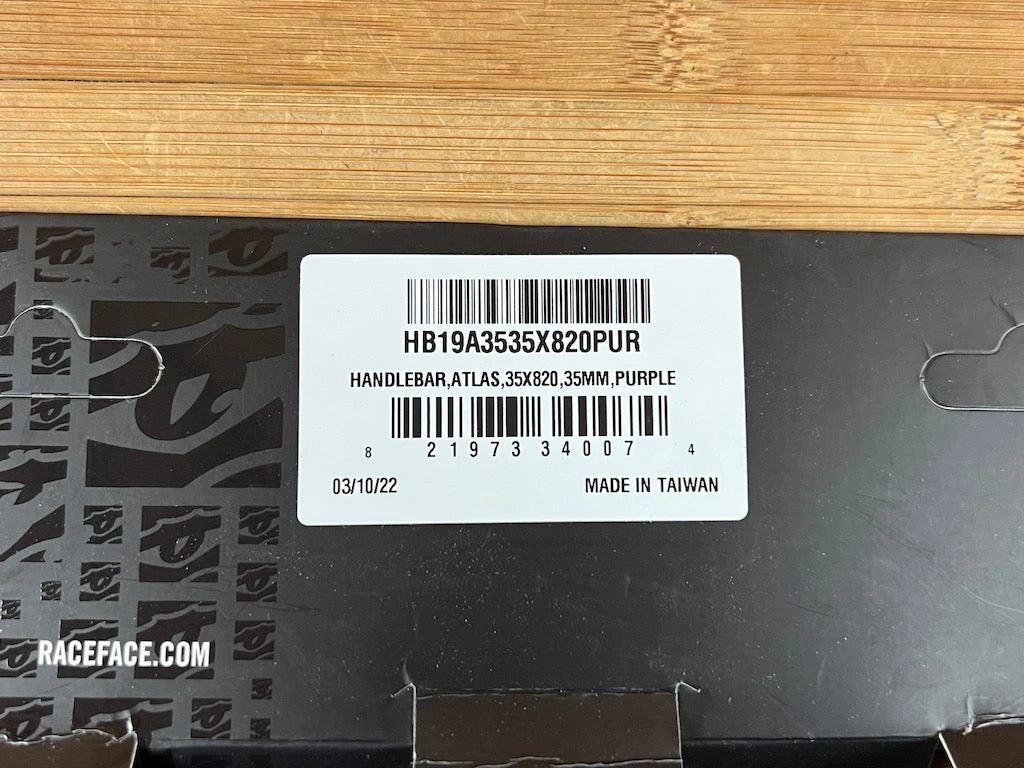 HB19A3535X820PUR
HANDLEBAR,ATLAS,35X820,35MM,PURPLE
8 21973 34007 4
03/10/22 MADE IN TAIWAN
RACEFACE.COM